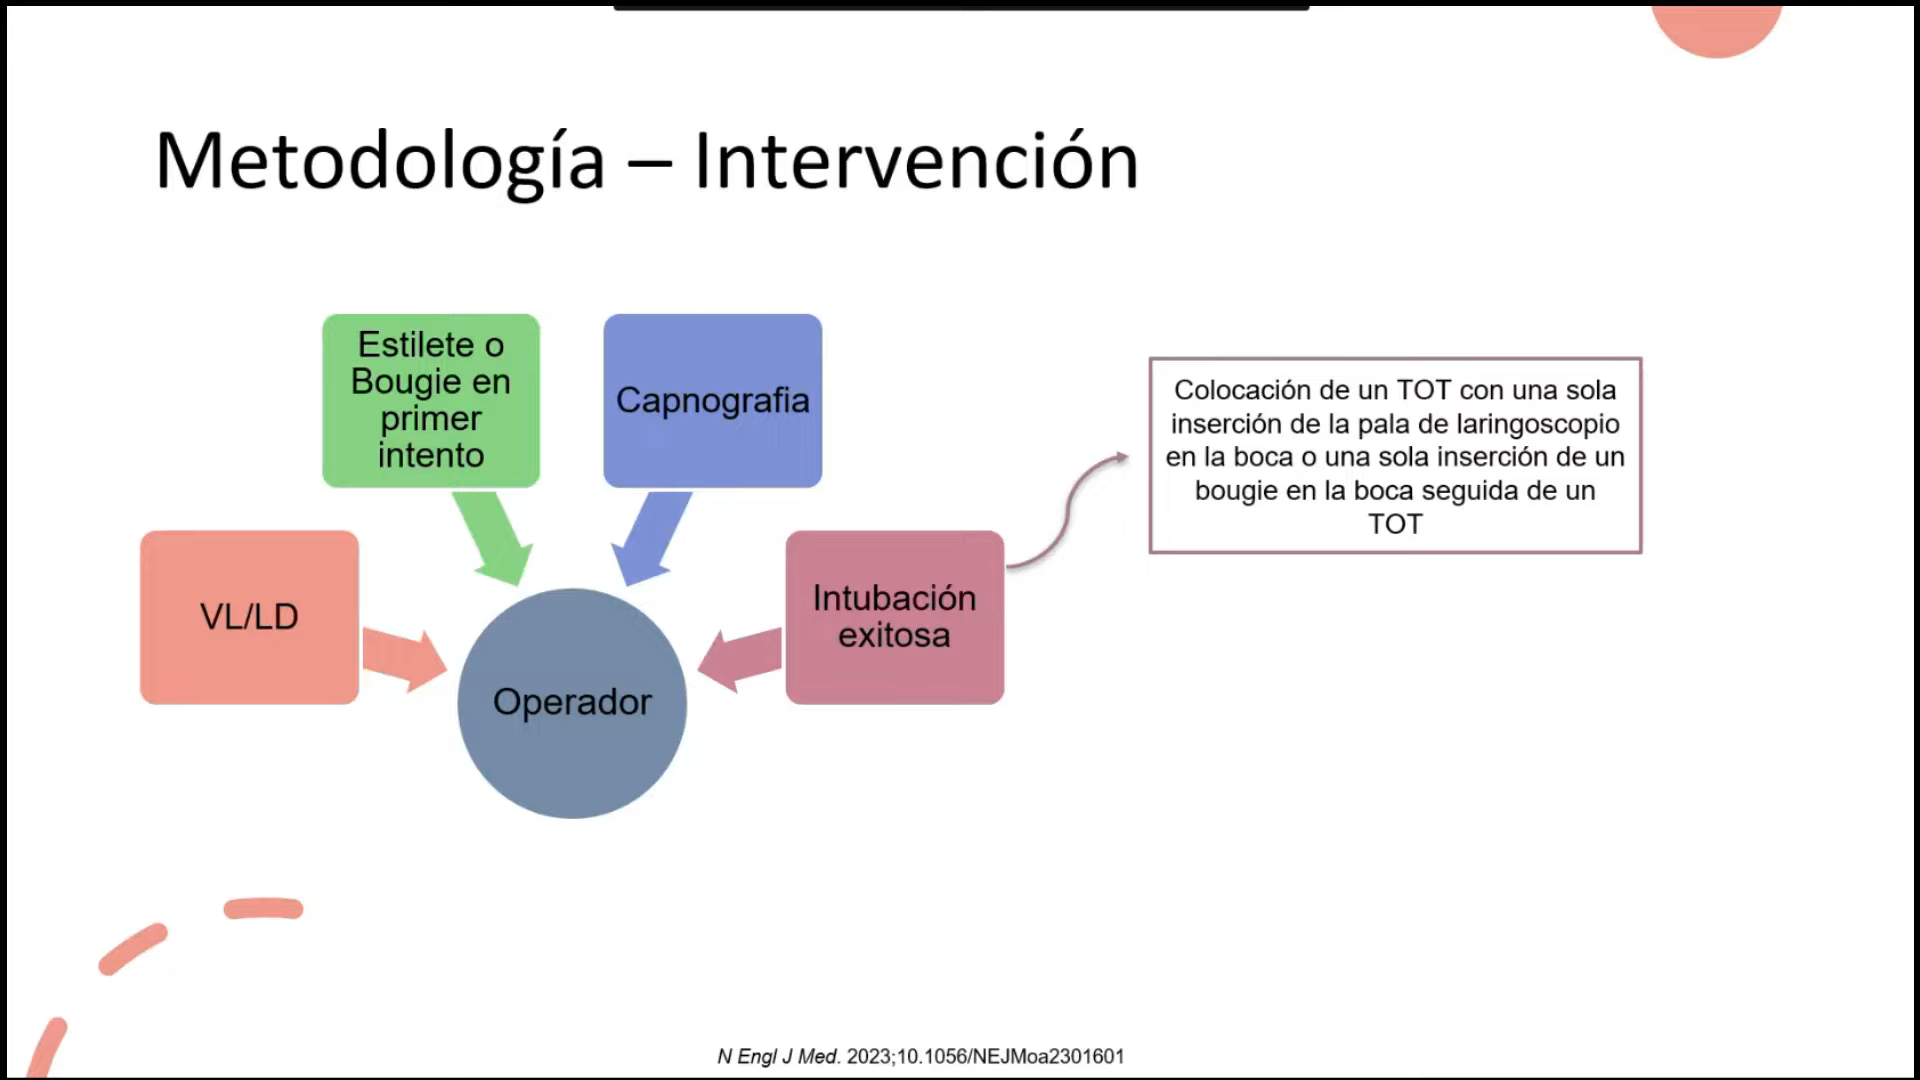 Metodología – Intervención
Estilete o
Bougie en
primer
intento
Capnografia
Colocación de un TOT con una sola
inserción de la pala de laringoscopio
en la boca o una sola inserción de un
bougie en la boca seguida de un
TOT
VL/LD
Intubación
exitosa
Operador
N Engl J Med. 2023;10.1056/NEJMoa2301601